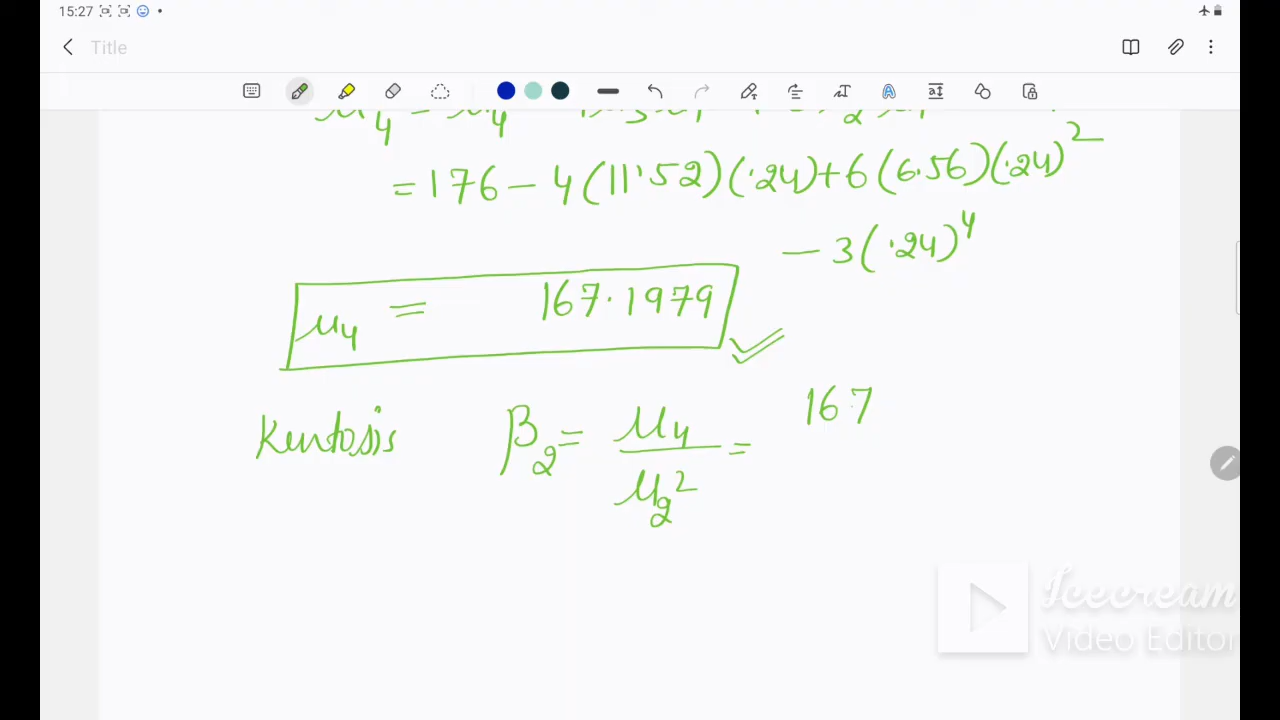 15:27
Title
= 176 – 4 (11.52) (.24) + 6 (6.56) (.24)²
– 3 (.24)⁴
μ₄ = 167.1979
Kurtosis β₂ = μ₄ / μ₂² = 167
Icecream
Video Editor